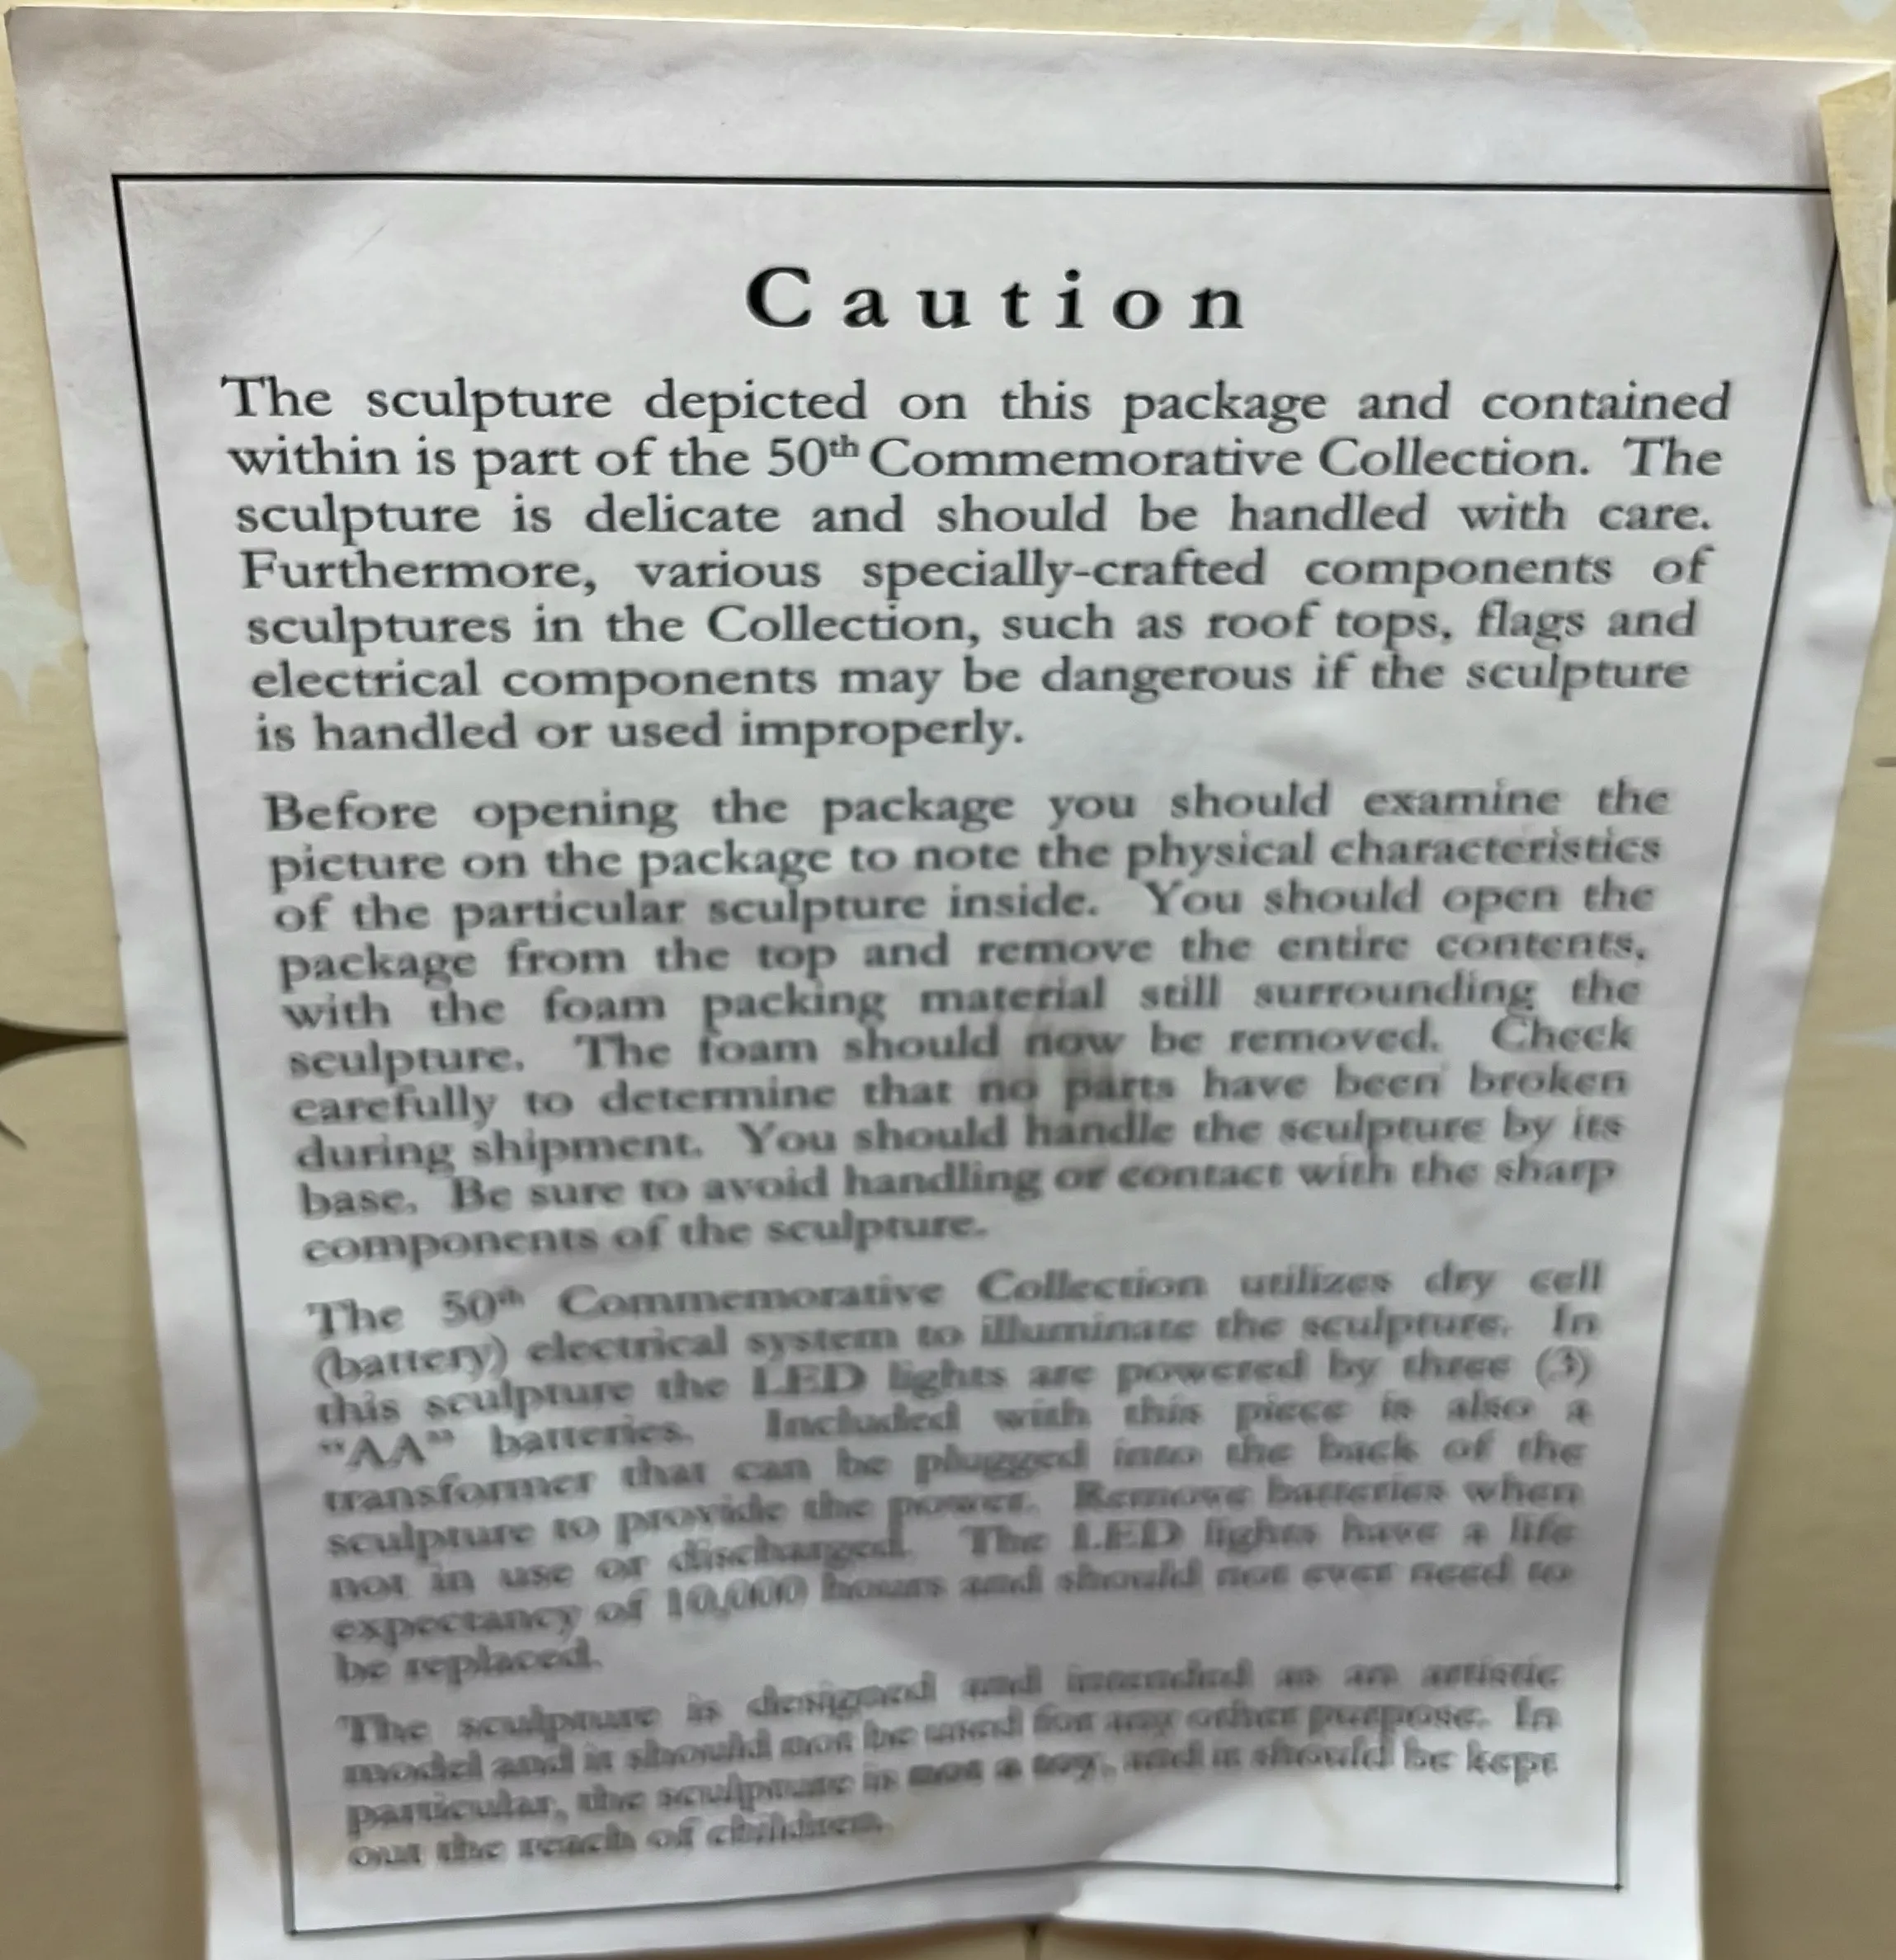 Caution
The sculpture depicted on this package and contained
within is part of the 50th Commemorative Collection. The
sculpture is delicate and should be handled with care.
Furthermore, various specially-crafted components of
sculptures in the Collection, such as roof tops, flags and
electrical components may be dangerous if the sculpture
is handled or used improperly.
Before opening the package you should examine the
picture on the package to note the physical characteristics
of the particular sculpture inside. You should open the
package from the top and remove the entire contents,
with the foam packing material still surrounding the
sculpture. The foam should now be removed. Check
carefully to determine that no parts have been broken
during shipment. You should handle the sculpture by its
base. Be sure to avoid handling or contact with the sharp
components of the sculpture.
The 50th Commemorative Collection utilizes dry cell
(battery) electrical system to illuminate the sculpture. In
this sculpture the LED lights are powered by three (3)
"AA" batteries. Included with this piece is also a
transformer that can be plugged into the back of the
sculpture to provide the power. Remove batteries when
not in use or discharged. The LED lights have a life
expectancy of 10,000 hours and should not ever need to
be replaced.
The sculpture is designed and intended as an artistic
model and it should not be used for any other purpose. In
particular, the sculpture is not a toy, and it should be kept
out the reach of children.